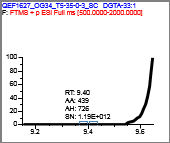 QEF1627_OG34_T5-35-0-3_SC DGTA-33:1
F: FTMS + p ESI Full ms [500.0000-2000.0000]
100
80
60
40
20
0
RT: 9.40
AA: 439
AH: 726
SN: 1.19E+012
9.2
9.4
9.6